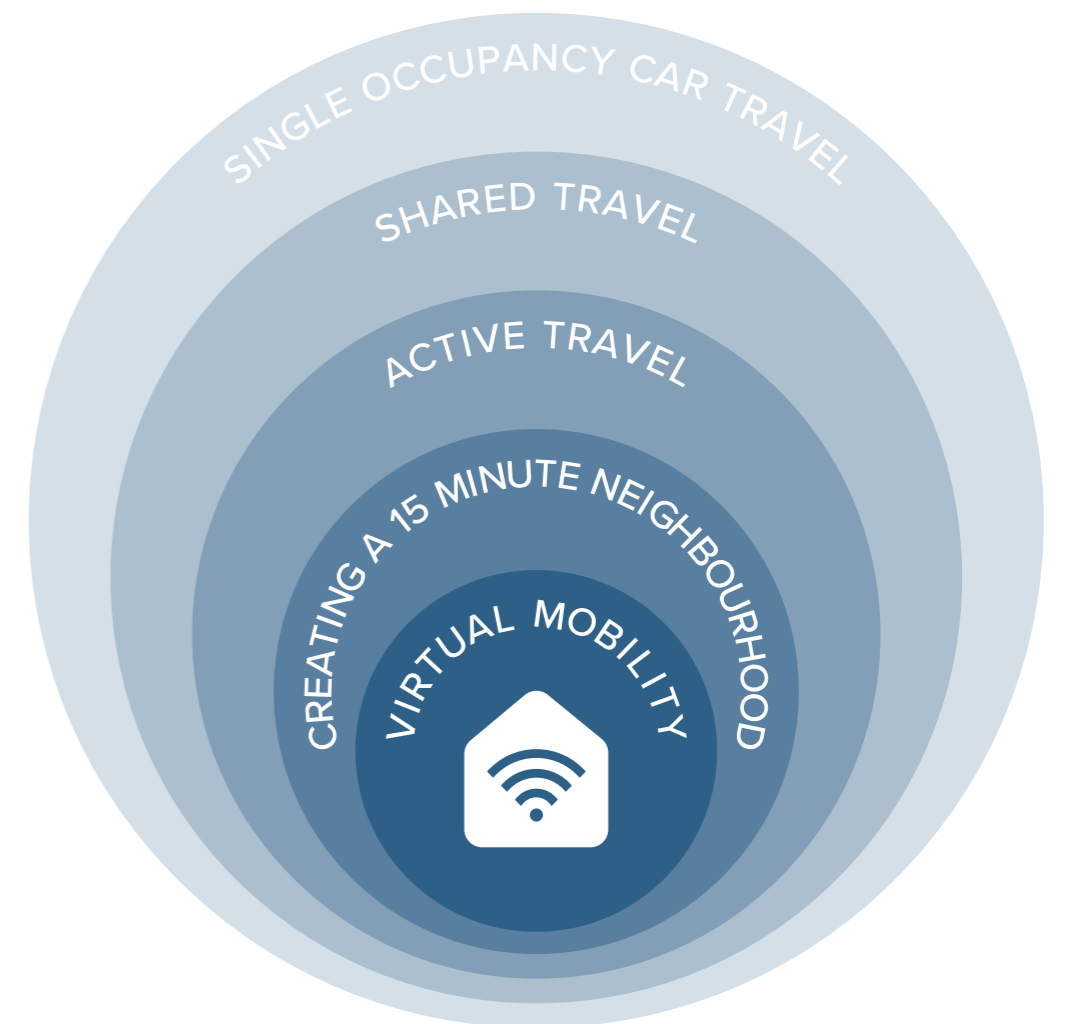 SINGLE OCCUPANCY CAR TRAVEL
SHARED TRAVEL
ACTIVE TRAVEL
CREATING A 15 MINUTE NEIGHBOURHOOD
VIRTUAL MOBILITY